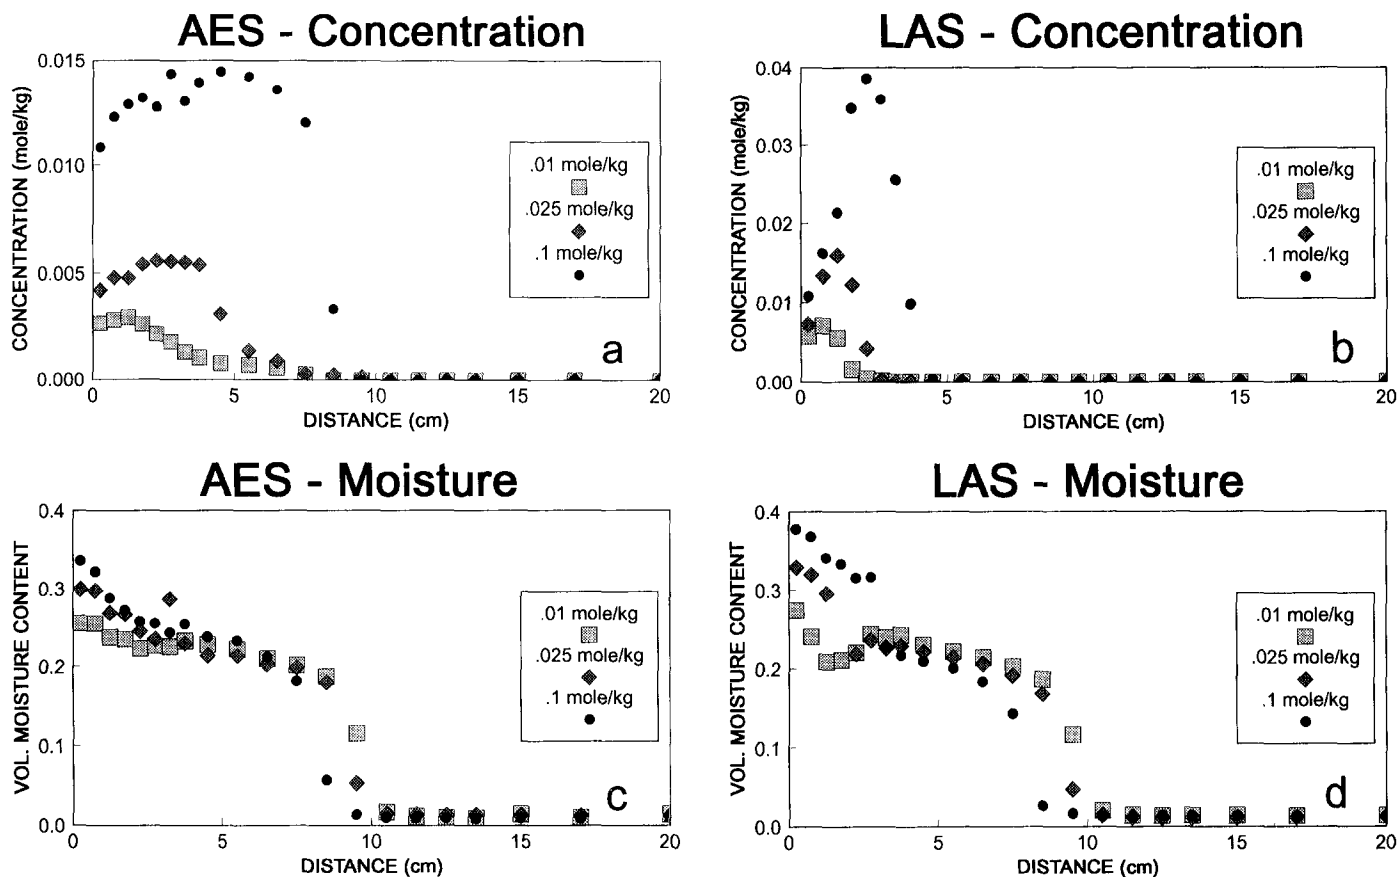 AES - Concentration
CONCENTRATION (mole/kg)
0.015
0.010
0.005
0.000
.01 mole/kg
.025 mole/kg
.1 mole/kg
a
0
5
10
15
20
DISTANCE (cm)
LAS - Concentration
CONCENTRATION (mole/kg)
0.04
0.03
0.02
0.01
0.00
.01 mole/kg
.025 mole/kg
.1 mole/kg
b
0
5
10
15
20
DISTANCE (cm)
AES - Moisture
VOL. MOISTURE CONTENT
0.4
0.3
0.2
0.1
0.0
.01 mole/kg
.025 mole/kg
.1 mole/kg
c
0
5
10
15
20
DISTANCE (cm)
LAS - Moisture
VOL. MOISTURE CONTENT
0.4
0.3
0.2
0.1
0.0
.01 mole/kg
.025 mole/kg
.1 mole/kg
d
0
5
10
15
20
DISTANCE (cm)